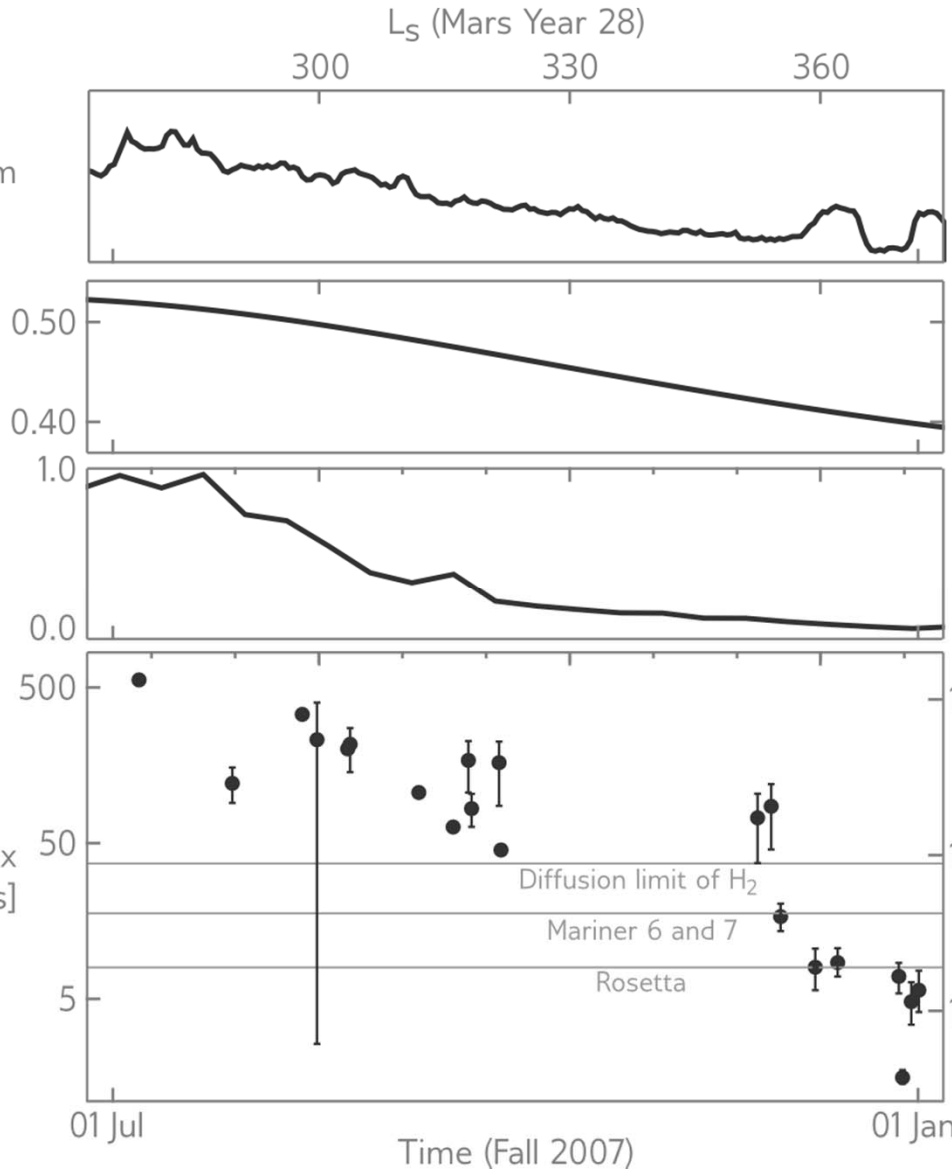 L_S (Mars Year 28)
300 330 360
m
0.50
0.40
1.0
0.0
500
50
x
s]
5
Diffusion limit of H₂
Mariner 6 and 7
Rosetta
01 Jul 01 Jan
Time (Fall 2007)